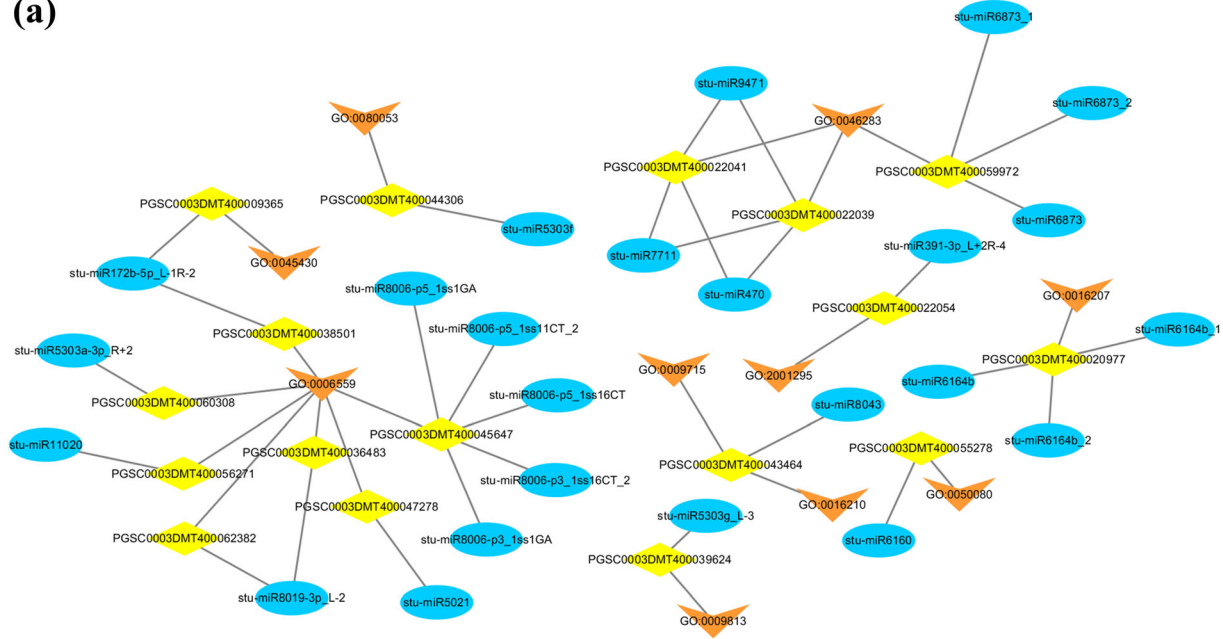 (a)
stu-miR6873_1
stu-miR9471
stu-miR6873_2
GO:0080053
GO:0046283
PGSC0003DMT400022041
PGSC0003DMT400059972
PGSC0003DMT400009365
PGSC0003DMT400044306
PGSC0003DMT400022039
stu-miR6873
stu-miR5303f
stu-miR391-3p_L+2R-4
stu-miR7711
GO:0045430
stu-miR172b-5p_L-1R-2
stu-miR8006-p5_1ss1GA
stu-miR470
GO:0016207
PGSC0003DMT400022054
stu-miR8006-p5_1ss11CT_2
stu-miR6164b_1
PGSC0003DMT400038501
stu-miR5303a-3p_R+2
PGSC0003DMT400020977
GO:0009715
GO:2001295
stu-miR6164b
GO:0006559
stu-miR8006-p5_1ss16CT
PGSC0003DMT400060308
stu-miR8043
PGSC0003DMT400045647
stu-miR6164b_2
stu-miR11020
PGSC0003DMT400036483
PGSC0003DMT400055278
PGSC0003DMT400043464
PGSC0003DMT400056271
stu-miR8006-p3_1ss16CT_2
GO:0050080
PGSC0003DMT400047278
GO:0016210
stu-miR5303g_L-3
PGSC0003DMT400062382
stu-miR8006-p3_1ss1GA
stu-miR6160
PGSC0003DMT400039624
stu-miR8019-3p_L-2
stu-miR5021
GO:0009813